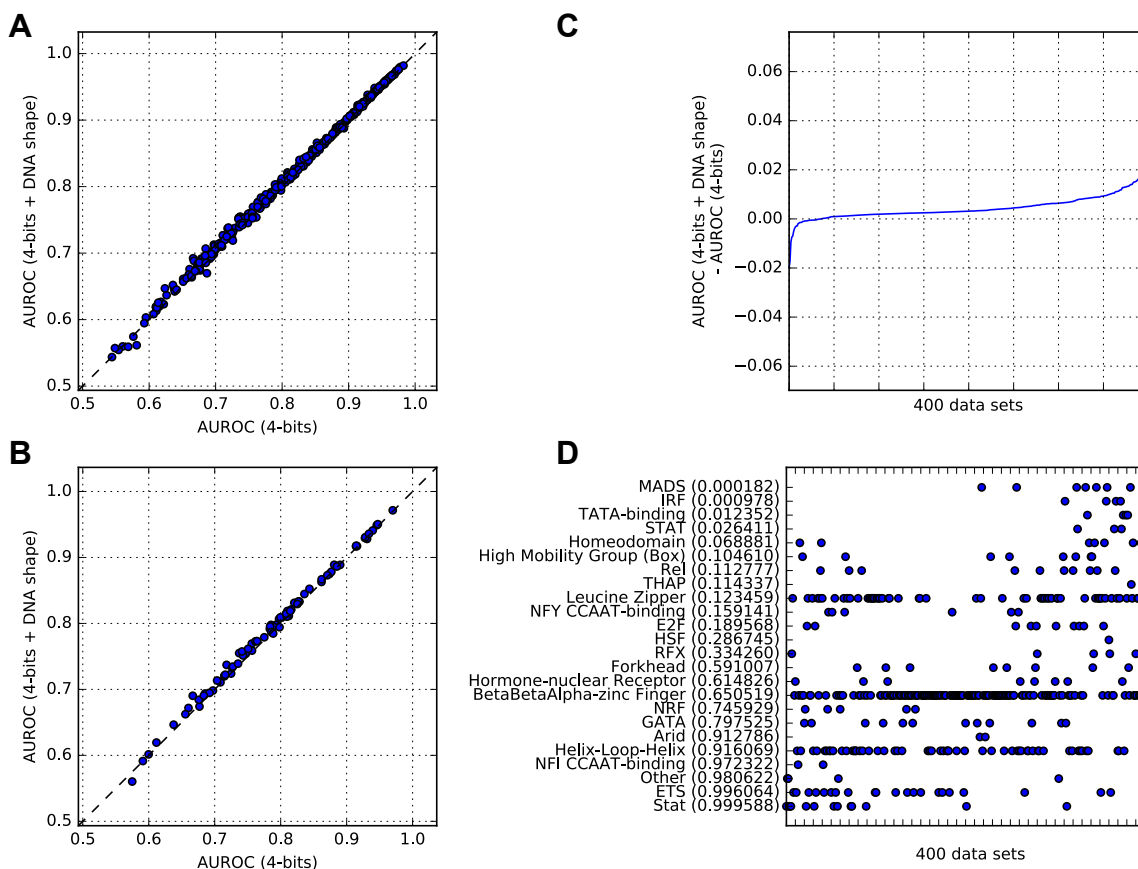 A
AUROC (4-bits + DNA shape)
1.0
0.9
0.8
0.7
0.6
0.5
0.5 0.6 0.7 0.8 0.9 1.0
AUROC (4-bits)
B
AUROC (4-bits + DNA shape)
1.0
0.9
0.8
0.7
0.6
0.5
0.5 0.6 0.7 0.8 0.9 1.0
AUROC (4-bits)
C
AUROC (4-bits + DNA shape)
- AUROC (4-bits)
0.06
0.04
0.02
0.00
−0.02
−0.04
−0.06
400 data sets
D
MADS (0.000182)
IRF (0.000978)
TATA-binding (0.012352)
STAT (0.026411)
Homeodomain (0.068881)
High Mobility Group (Box) (0.104610)
Rel (0.112777)
THAP (0.114337)
Leucine Zipper (0.123459)
NFY CCAAT-binding (0.159141)
E2F (0.189568)
HSF (0.286745)
RFX (0.334260)
Forkhead (0.591007)
Hormone-nuclear Receptor (0.614826)
BetaBetaAlpha-zinc Finger (0.650519)
NRF (0.745929)
GATA (0.797525)
Arid (0.912786)
Helix-Loop-Helix (0.916069)
NFI CCAAT-binding (0.972322)
Other (0.980622)
ETS (0.996064)
Stat (0.999588)
400 data sets